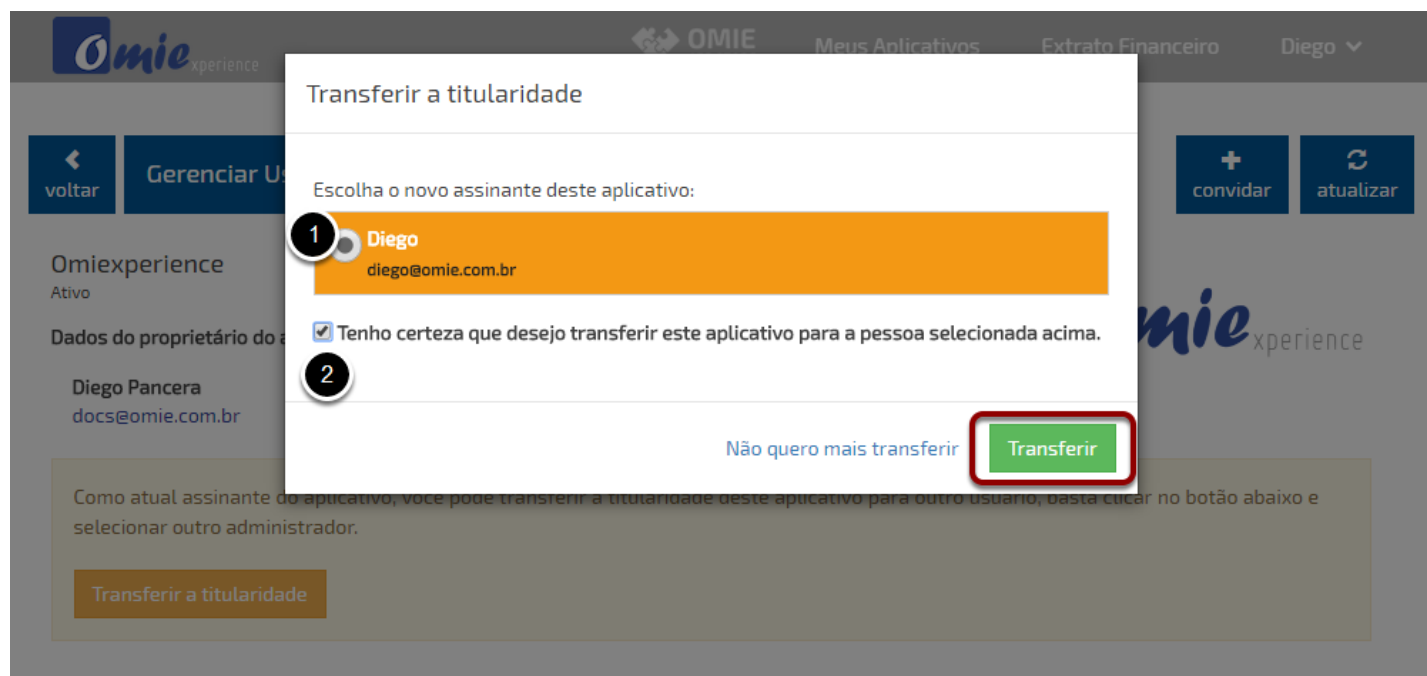 Omiexperience
OMIE
Meus Aplicativos
Extrato Financeiro
Diego
Transferir a titularidade
voltar
Gerenciar
convidar
atualizar
Escolha o novo assinante deste aplicativo:
1
Diego
diego@omie.com.br
Omiexperience
Ativo
Tenho certeza que desejo transferir este aplicativo para a pessoa selecionada acima.
Dados do proprietário do
mie xperience
2
Diego Pancera
docs@omie.com.br
Não quero mais transferir
Transferir
Como atual assinante do aplicativo, você pode transferir a titularidade deste aplicativo para outro usuário, basta clicar no botão abaixo e
selecionar outro administrador.
Transferir a titularidade